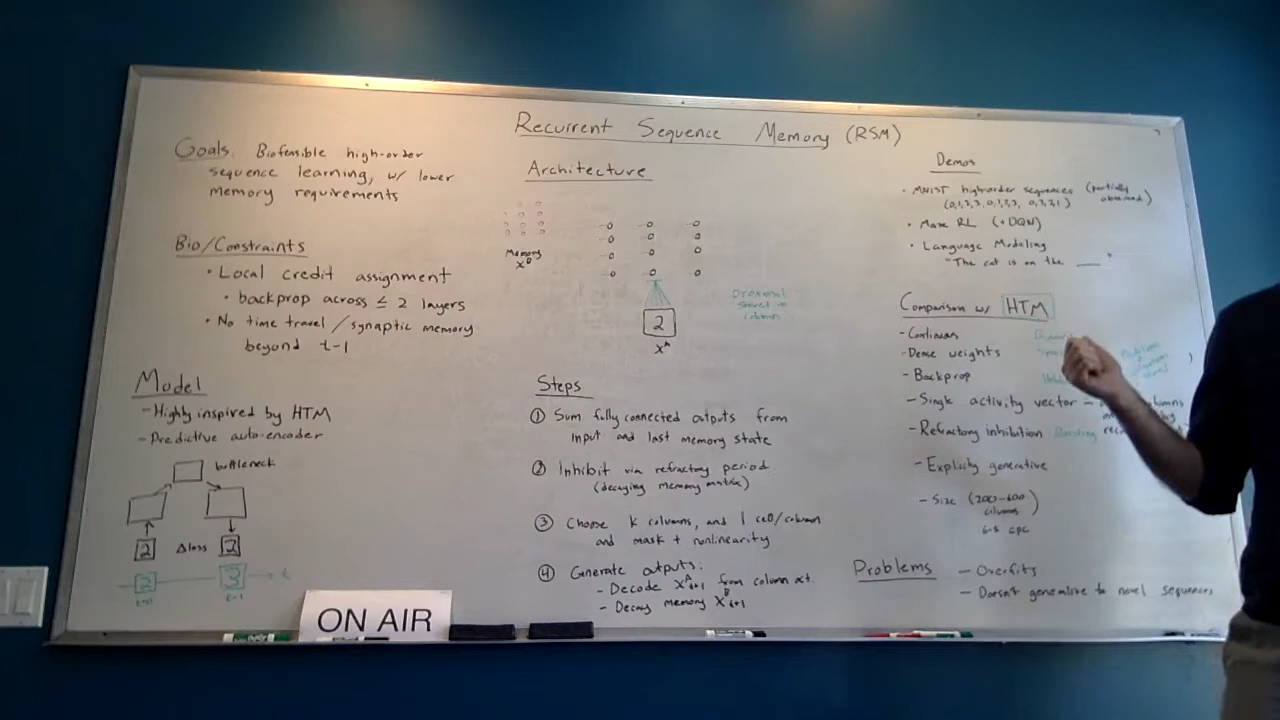 Recurrent Sequence Memory (RSM)
Goals: Biofeasible high-order
sequence learning, w/ lower
memory requirements
Bio/Constraints
• Local credit assignment
• backprop across ≤ 2 layers
• No time travel / synaptic memory
beyond t-1
Model
- Highly inspired by HTM
- Predictive auto-encoder
bottleneck
2 Δloss 2
2 3 t
Architecture
Memory
X^B
2
X^A
Steps
① Sum fully connected outputs from
input and last memory state
② Inhibit via refractory period
(decaying memory matrix)
③ Choose k columns, and 1 cell/column
and mask + nonlinearity
④ Generate outputs:
- Decode X^A_t+1 from column act.
- Decay memory X^B_t+1
ON AIR
Demos
• MNIST high-order sequences (partially
observed)
(0,1,2,3, 0,1,2,3, 0,3,2,1)
• Maze RL (+DQN)
• Language Modeling
"The cat is on the ____"
Comparison w/ HTM
- Continuous
- Dense weights
- Backprop
- Single activity vector -
- Refractory inhibition
- Explicitly generative
- Size (200-600)
columns
6-8 cpc
Problems - Overfits
- Doesn't generalize to novel sequences